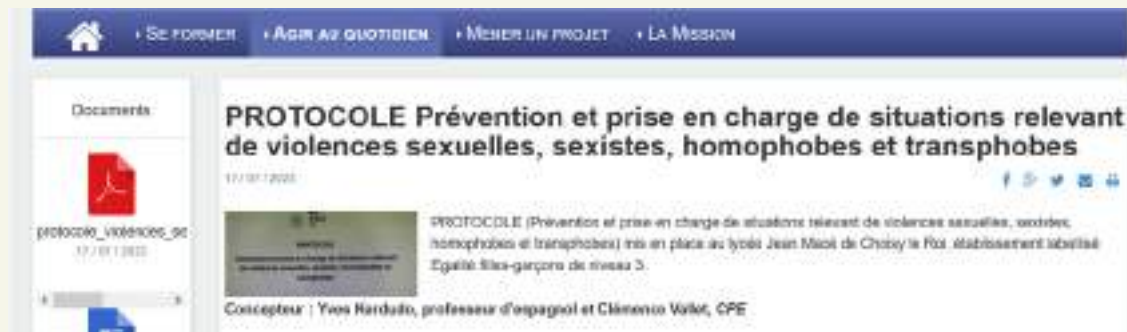 SE FORMER AGIR AU QUOTIDIEN MENER UN PROJET LA MISSION
Documents
protocole_violences_se
PROTOCOLE Prévention et prise en charge de situations relevant
de violences sexuelles, sexistes, homophobes et transphobes
PROTOCOLE (Prévention et prise en charge de situations relevant de violences sexuelles, sexistes,
homophobes et transphobes) mis en place au lycée Jean Macé de Choisy le Roi, établissement labellisé
Egalité filles-garçons de niveau 3.
Concepteur : Yves professeur d'espagnol et Clémence Vallet, CPE